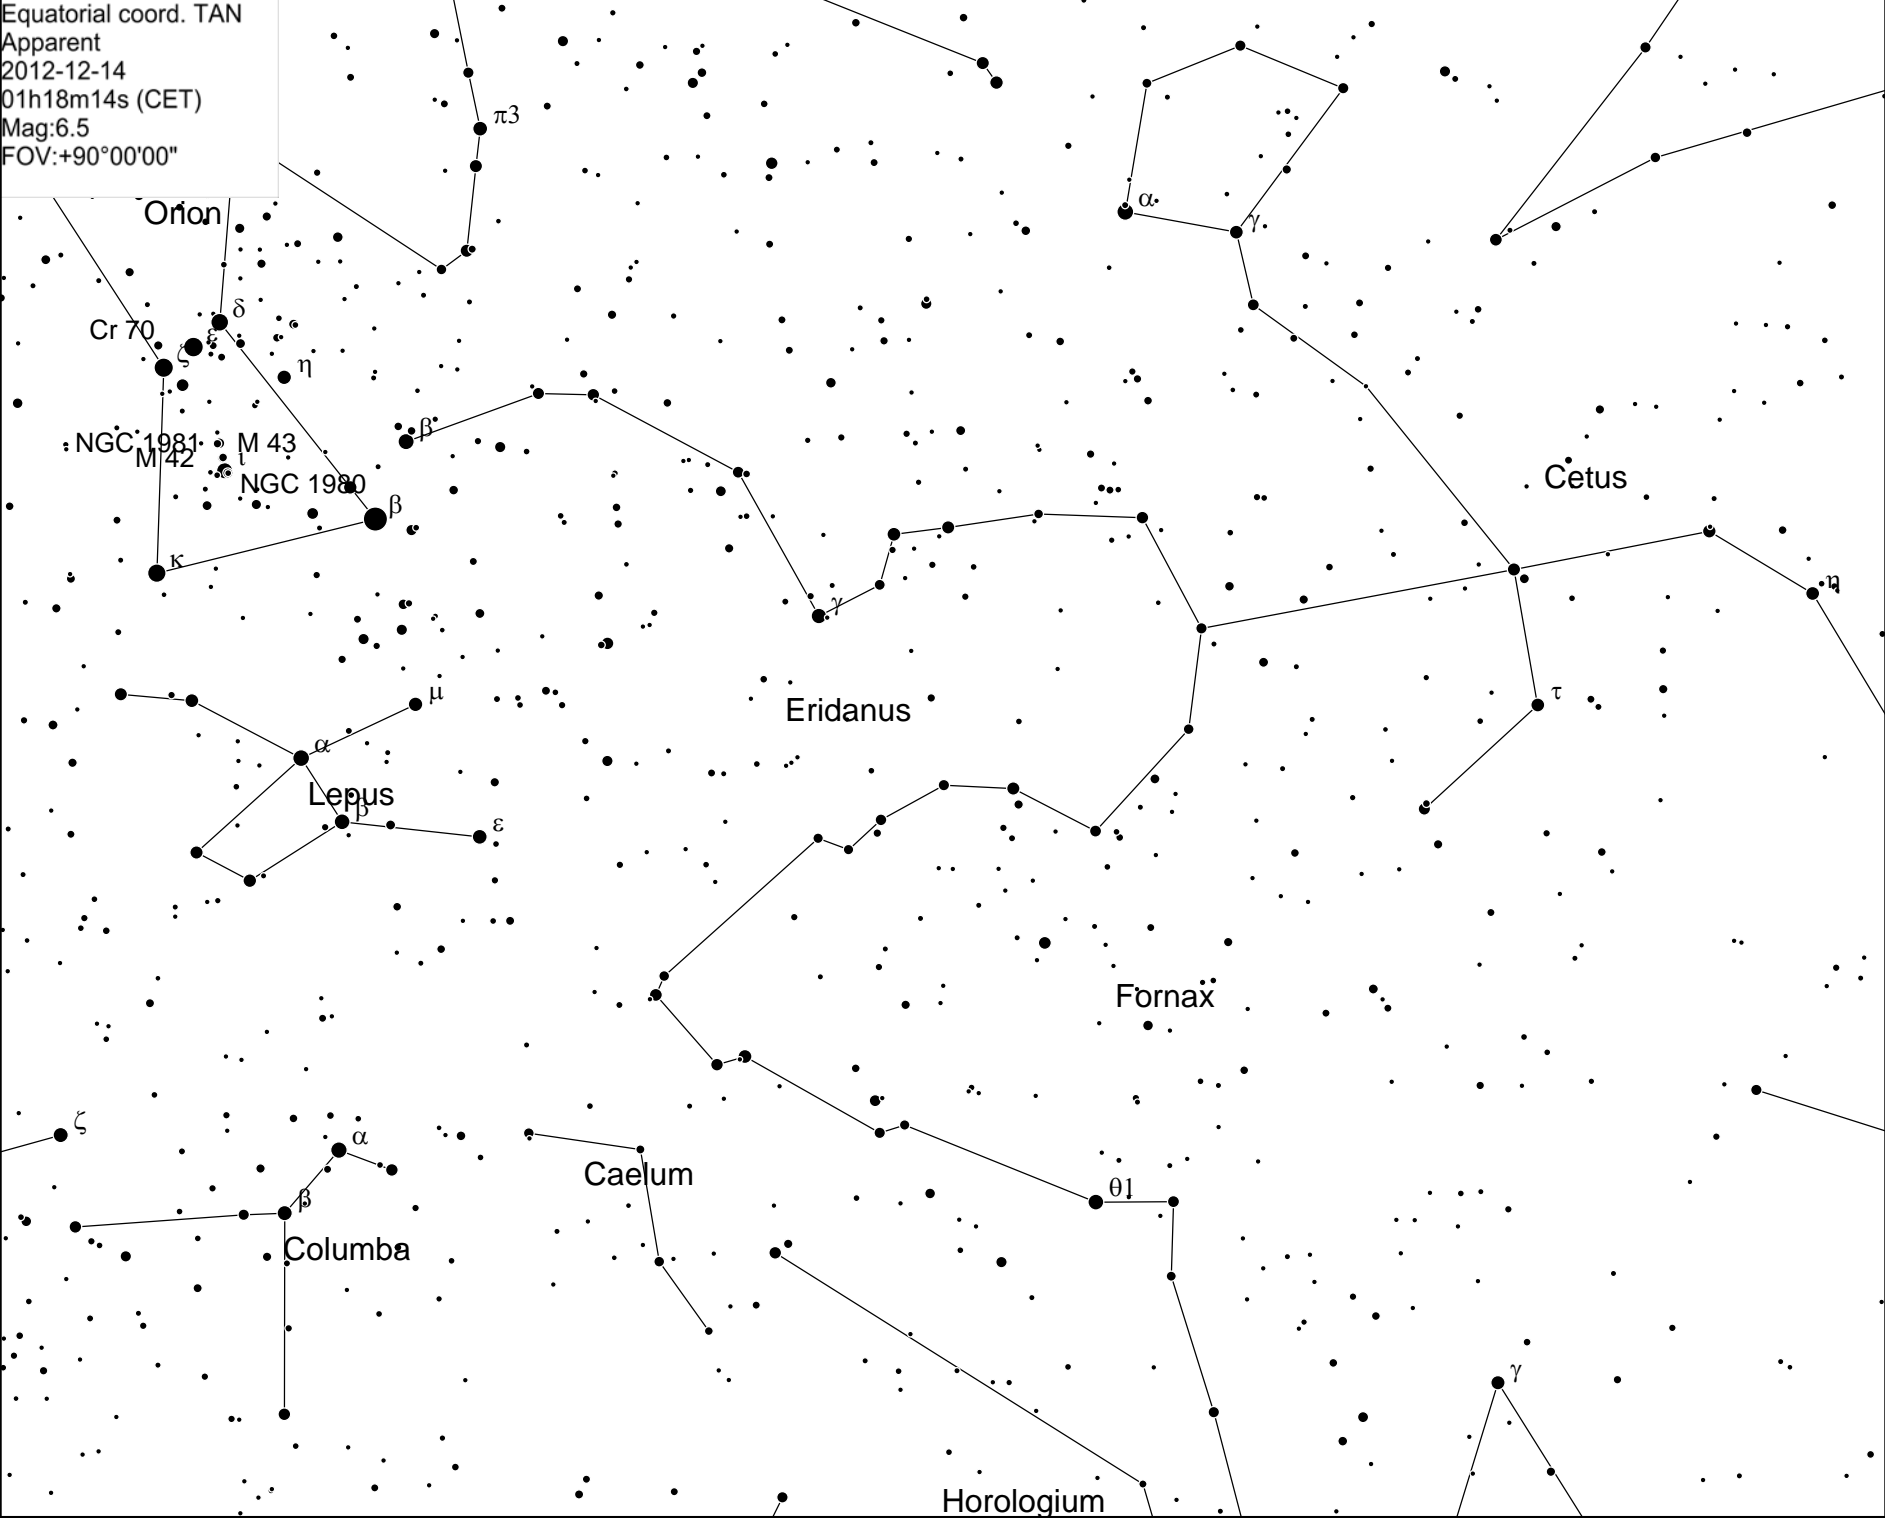 Equatorial coord. TAN
Apparent
2012-12-14
01h18m14s (CET)
Mag:6.5
FOV:+90°00'00"
π3
α
γ
Orion
δ
Cr 70
ε
ζ
η
β
NGC 1981
M 43
M 42
ι
NGC 1980
Cetus
β
κ
η
γ
μ
τ
Eridanus
α
Lepus
β
ε
Fornax
ζ
α
Caelum
θ1
β
Columba
γ
Horologium